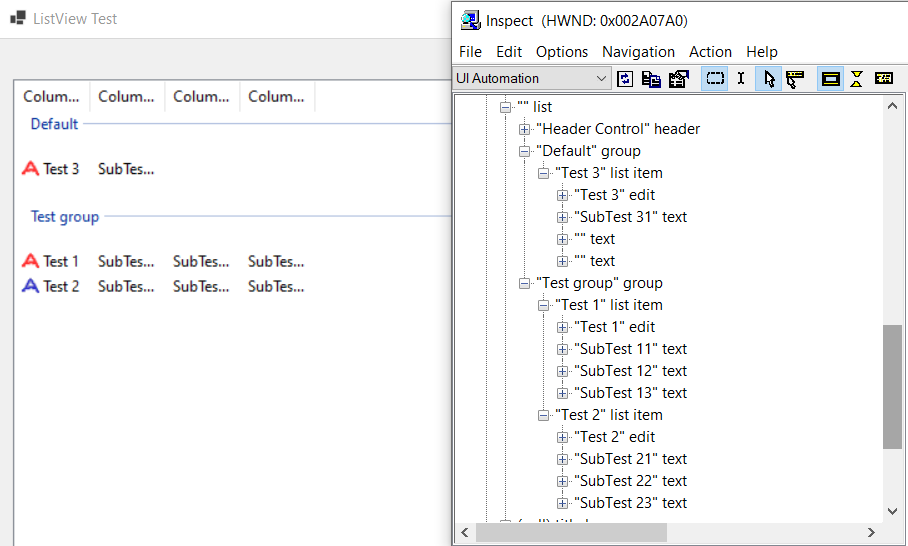 ListView Test
Colum... Colum... Colum... Colum...
Default
Test 3 SubTes...
Test group
Test 1 SubTes... SubTes... SubTes...
Test 2 SubTes... SubTes... SubTes...
Inspect (HWND: 0x002A07A0)
File Edit Options Navigation Action Help
UI Automation
"" list
"Header Control" header
"Default" group
"Test 3" list item
"Test 3" edit
"SubTest 31" text
"" text
"" text
"Test group" group
"Test 1" list item
"Test 1" edit
"SubTest 11" text
"SubTest 12" text
"SubTest 13" text
"Test 2" list item
"Test 2" edit
"SubTest 21" text
"SubTest 22" text
"SubTest 23" text